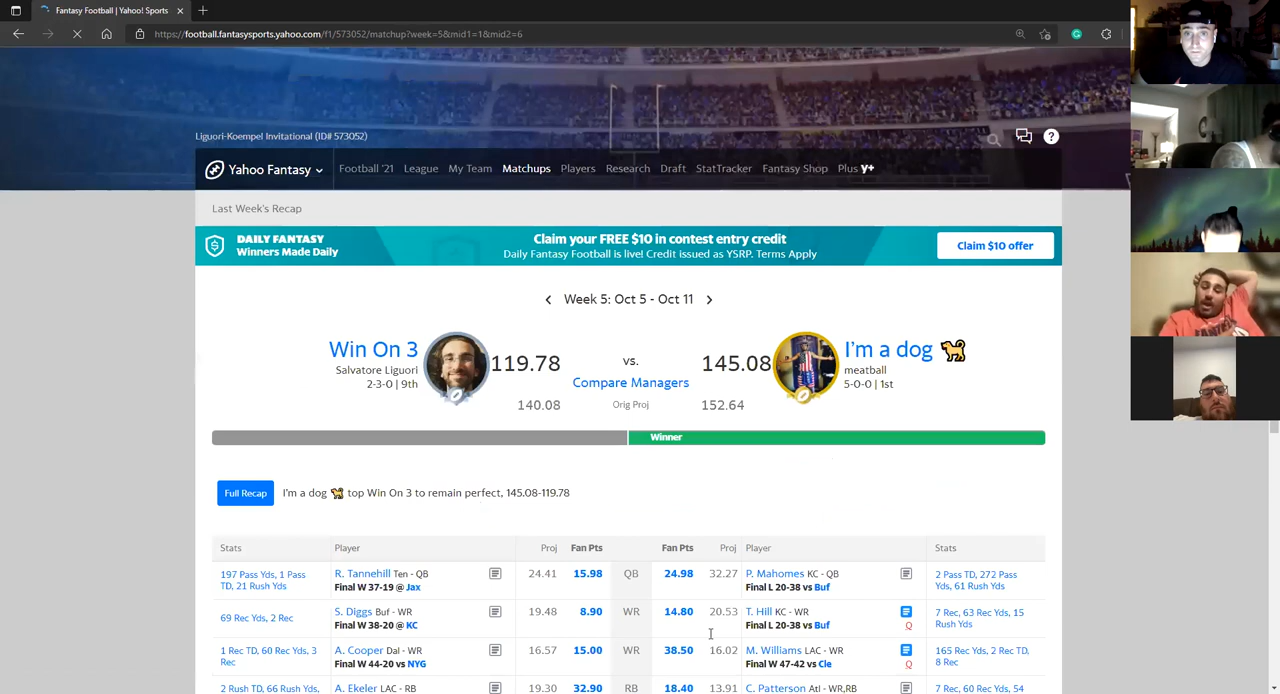 Fantasy Football | Yahoo! Sports
https://football.fantasysports.yahoo.com/f1/573052/matchup?week=5&mid1=1&mid2=6
Liguori-Koempel Invitational (ID# 573052)
Yahoo Fantasy Football '21 League My Team Matchups Players Research Draft StatTracker Fantasy Shop Plus y+
Last Week's Recap
DAILY FANTASY
Winners Made Daily
Claim your FREE $10 in contest entry credit
Daily Fantasy Football is live! Credit issued as YSRP. Terms Apply
Claim $10 offer
Week 5: Oct 5 - Oct 11
Win On 3 119.78 vs. 145.08 I'm a dog 🐕
Salvatore Liguori Compare Managers meatball
2-3-0 | 9th 5-0-0 | 1st
140.08 Orig Proj 152.64
Winner
Full Recap I'm a dog 🐕 top Win On 3 to remain perfect, 145.08-119.78
Stats Player Proj Fan Pts Fan Pts Proj Player Stats
197 Pass Yds, 1 Pass R. Tannehill Ten - QB 24.41 15.98 QB 24.98 32.27 P. Mahomes KC - QB 2 Pass TD, 272 Pass
TD, 21 Rush Yds Final W 37-19 @ Jax Final L 20-38 vs Buf Yds, 61 Rush Yds
69 Rec Yds, 2 Rec S. Diggs Buf - WR 19.48 8.90 WR 14.80 20.53 T. Hill KC - WR 7 Rec, 63 Rec Yds, 15
Final W 38-20 @ KC Final L 20-38 vs Buf Q Rush Yds
1 Rec TD, 60 Rec Yds, 3 A. Cooper Dal - WR 16.57 15.00 WR 38.50 16.02 M. Williams LAC - WR 165 Rec Yds, 2 Rec TD,
Rec Final W 44-20 vs NYG Final W 47-42 vs Cle Q 8 Rec
2 Rush TD, 66 Rush Yds, A. Ekeler LAC - RB 19.30 32.90 RB 18.40 13.91 C. Patterson Atl - WR,RB 7 Rec, 60 Rec Yds, 54